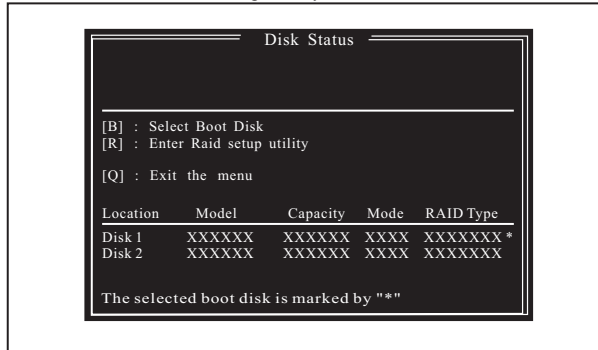 Disk Status
[B] : Select Boot Disk
[R] : Enter Raid setup utility
[Q] : Exit the menu
Location Model Capacity Mode RAID Type
Disk 1 XXXXXX XXXXXX XXXX XXXXXXX *
Disk 2 XXXXXX XXXXXX XXXX XXXXXXX
The selected boot disk is marked by "*"